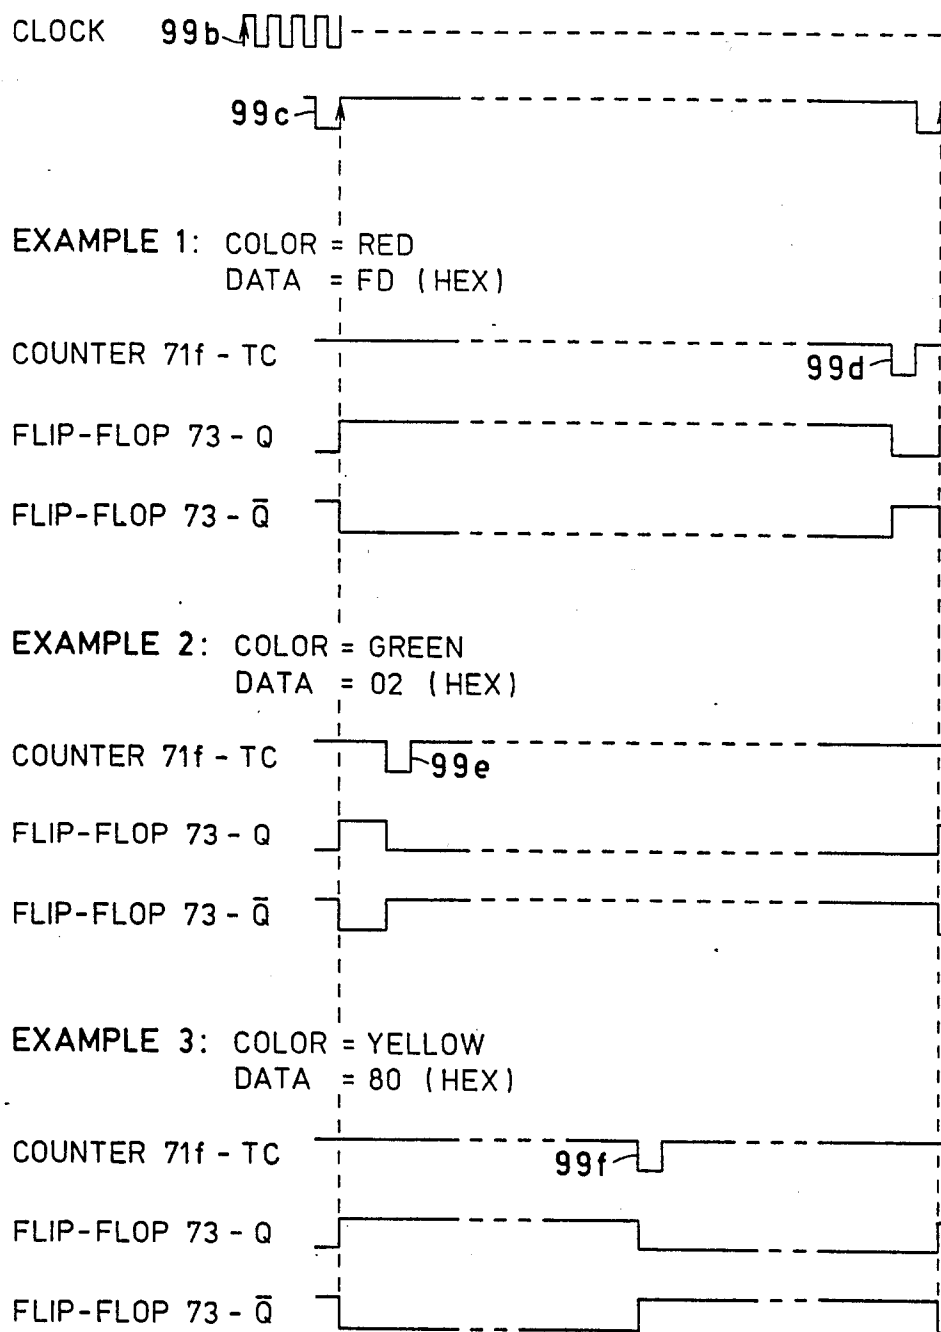 CLOCK 99b
99c
EXAMPLE 1: COLOR = RED
DATA = FD (HEX)
COUNTER 71f - TC 99d
FLIP-FLOP 73 - Q
FLIP-FLOP 73 - Q̄
EXAMPLE 2: COLOR = GREEN
DATA = 02 (HEX)
COUNTER 71f - TC 99e
FLIP-FLOP 73 - Q
FLIP-FLOP 73 - Q̄
EXAMPLE 3: COLOR = YELLOW
DATA = 80 (HEX)
COUNTER 71f - TC 99f
FLIP-FLOP 73 - Q
FLIP-FLOP 73 - Q̄